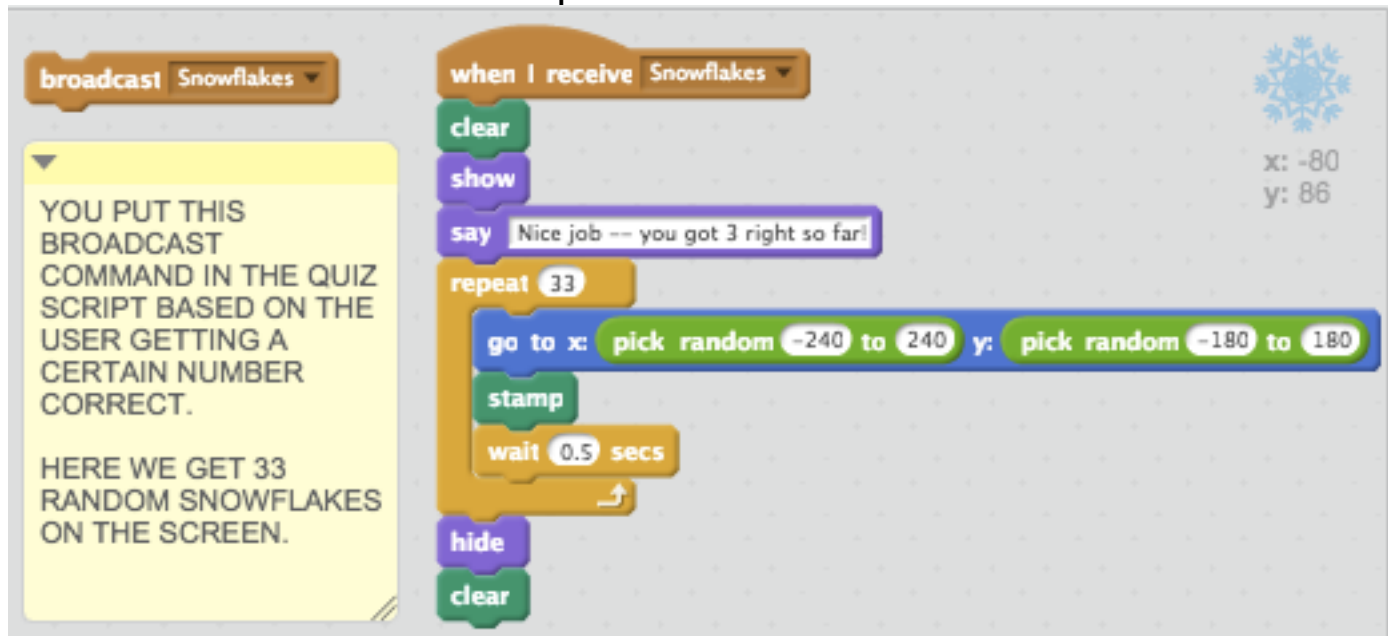 broadcast Snowflakes
YOU PUT THIS
BROADCAST
COMMAND IN THE QUIZ
SCRIPT BASED ON THE
USER GETTING A
CERTAIN NUMBER
CORRECT.
HERE WE GET 33
RANDOM SNOWFLAKES
ON THE SCREEN.
when I receive Snowflakes
clear
show
say Nice job -- you got 3 right so far!
repeat 33
go to x: pick random -240 to 240 y: pick random -180 to 180
stamp
wait 0.5 secs
hide
clear
x: -80
y: 86